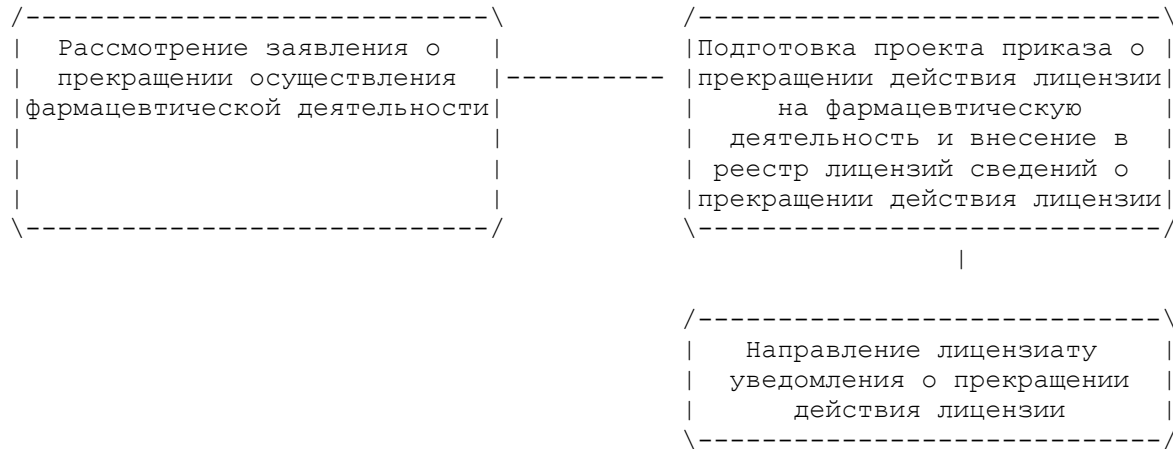 Рассмотрение заявления о
прекращении осуществления
фармацевтической деятельности
Подготовка проекта приказа о
прекращении действия лицензии
на фармацевтическую
деятельность и внесение в
реестр лицензий сведений о
прекращении действия лицензии
Направление лицензиату
уведомления о прекращении
действия лицензии